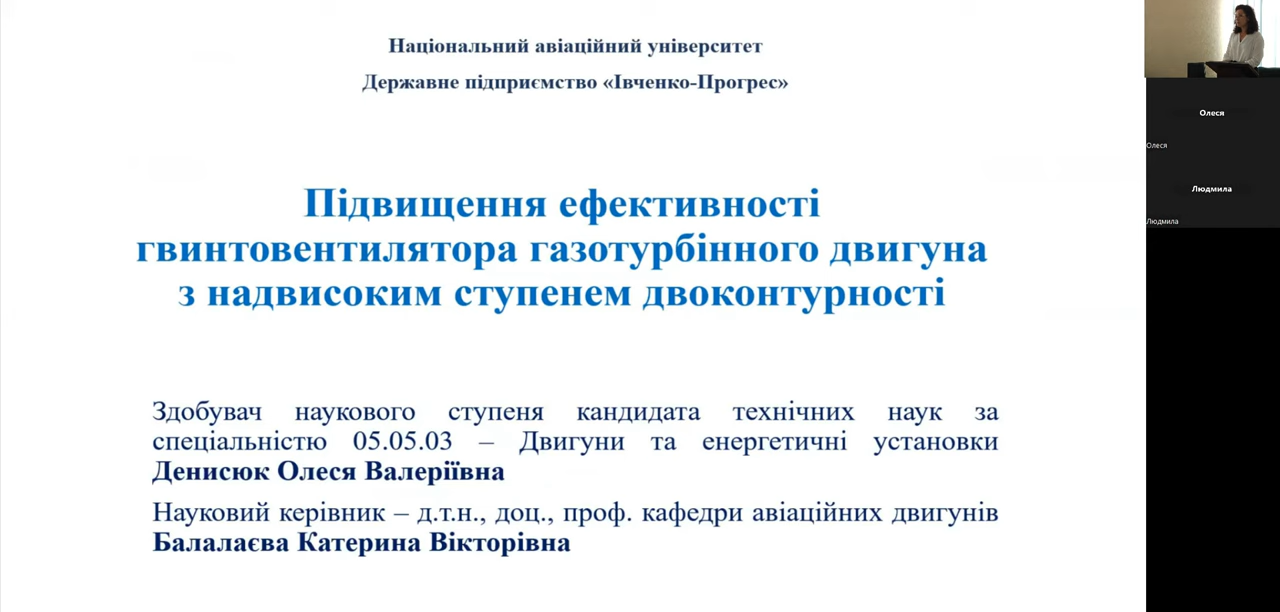 Національний авіаційний університет
Державне підприємство «Івченко-Прогрес»
Підвищення ефективності
гвинтовентилятора газотурбінного двигуна
з надвисоким ступенем двоконтурності
Здобувач наукового ступеня кандидата технічних наук за
спеціальністю 05.05.03 – Двигуни та енергетичні установки
Денисюк Олеся Валеріївна
Науковий керівник – д.т.н., доц., проф. кафедри авіаційних двигунів
Балалаєва Катерина Вікторівна
Олеся
Олеся
Людмила
Людмила